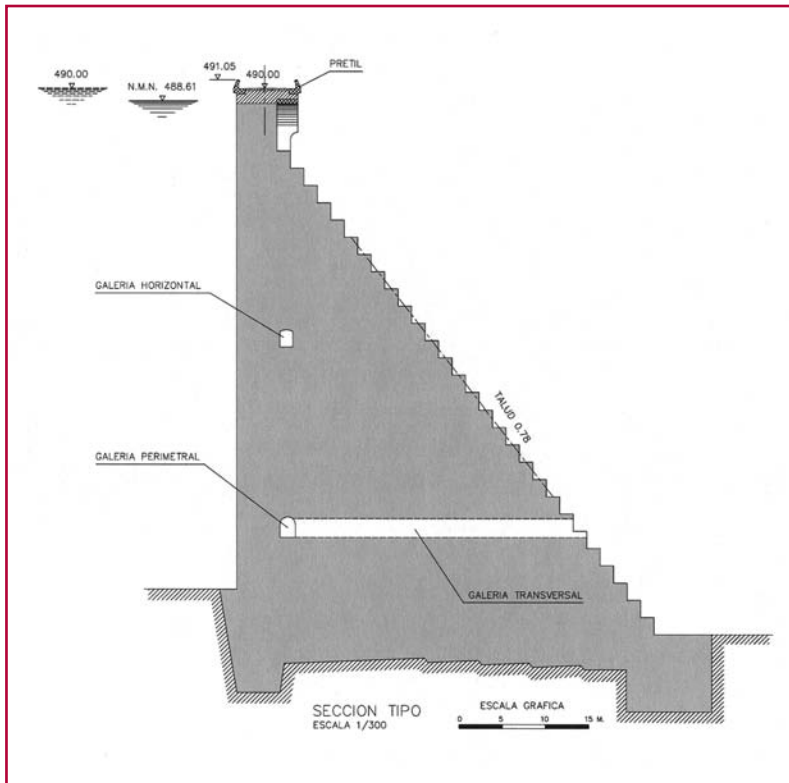 491.05
PRETIL
490.00
490.00
N.M.N. 488.61
GALERIA HORIZONTAL
TALUD 0.78
GALERIA PERIMETRAL
GALERIA TRANSVERSAL
SECCION TIPO
ESCALA 1/300
ESCALA GRAFICA
0 5 10 15 M.